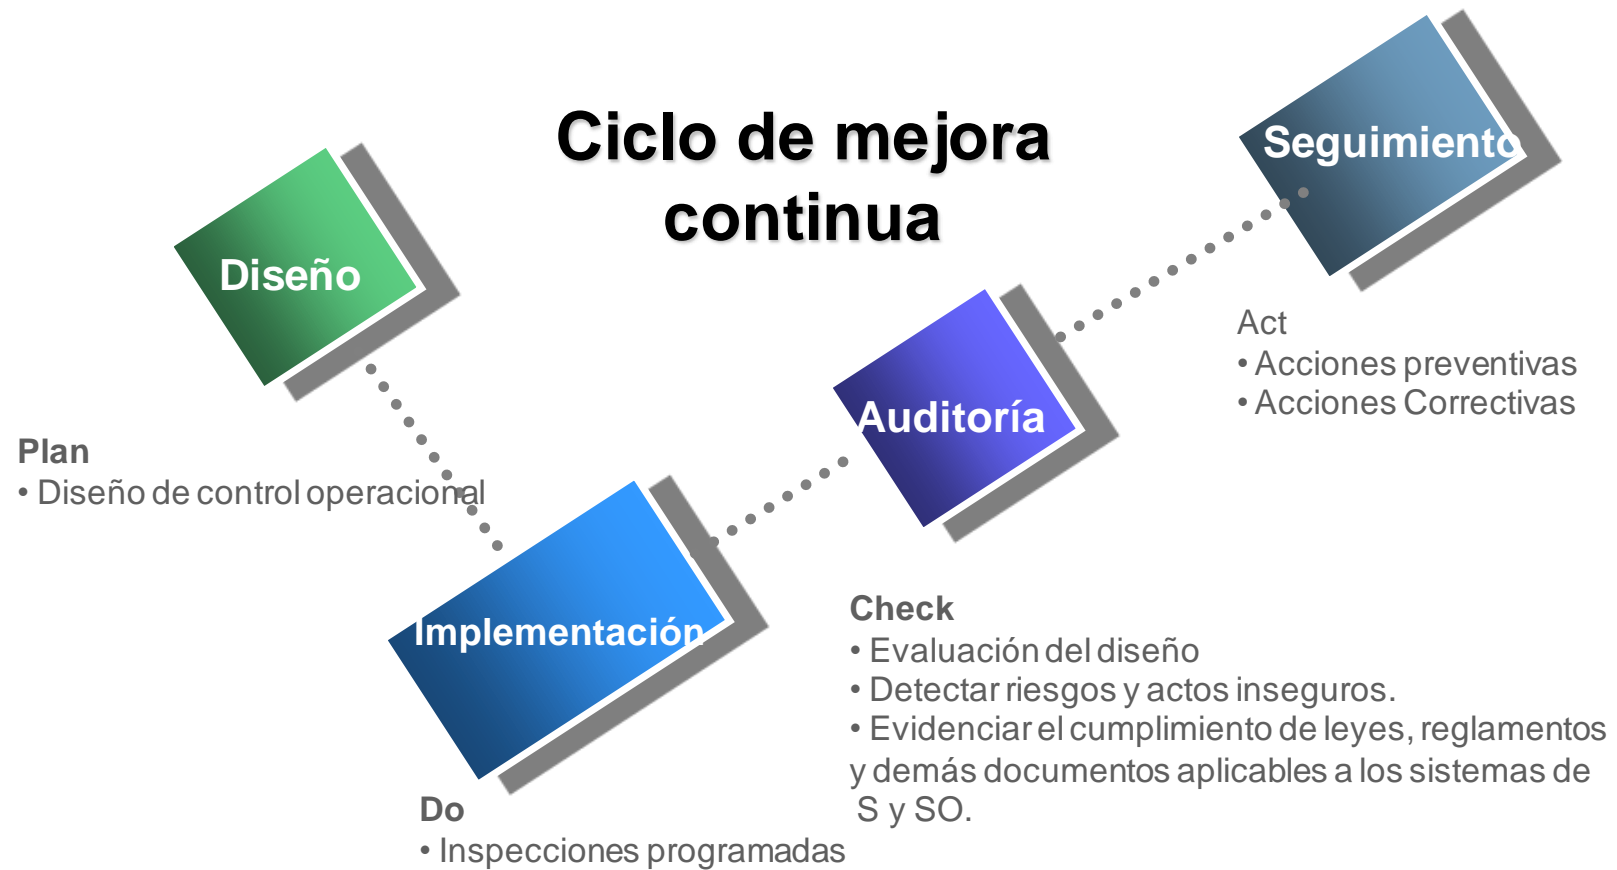 Ciclo de mejora
continua
Diseño
Plan
• Diseño de control operacional
Implementación
Do
• Inspecciones programadas
Auditoría
Check
• Evaluación del diseño
• Detectar riesgos y actos inseguros.
• Evidenciar el cumplimiento de leyes, reglamentos
y demás documentos aplicables a los sistemas de
S y SO.
Seguimiento
Act
• Acciones preventivas
• Acciones Correctivas